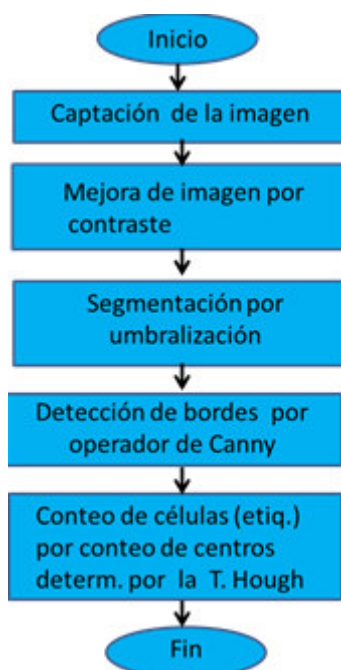 Inicio
Captación de la imagen
Mejora de imagen por
contraste
Segmentación por
umbralización
Detección de bordes por
operador de Canny
Conteo de células (etiq.)
por conteo de centros
determ. por la T. Hough
Fin